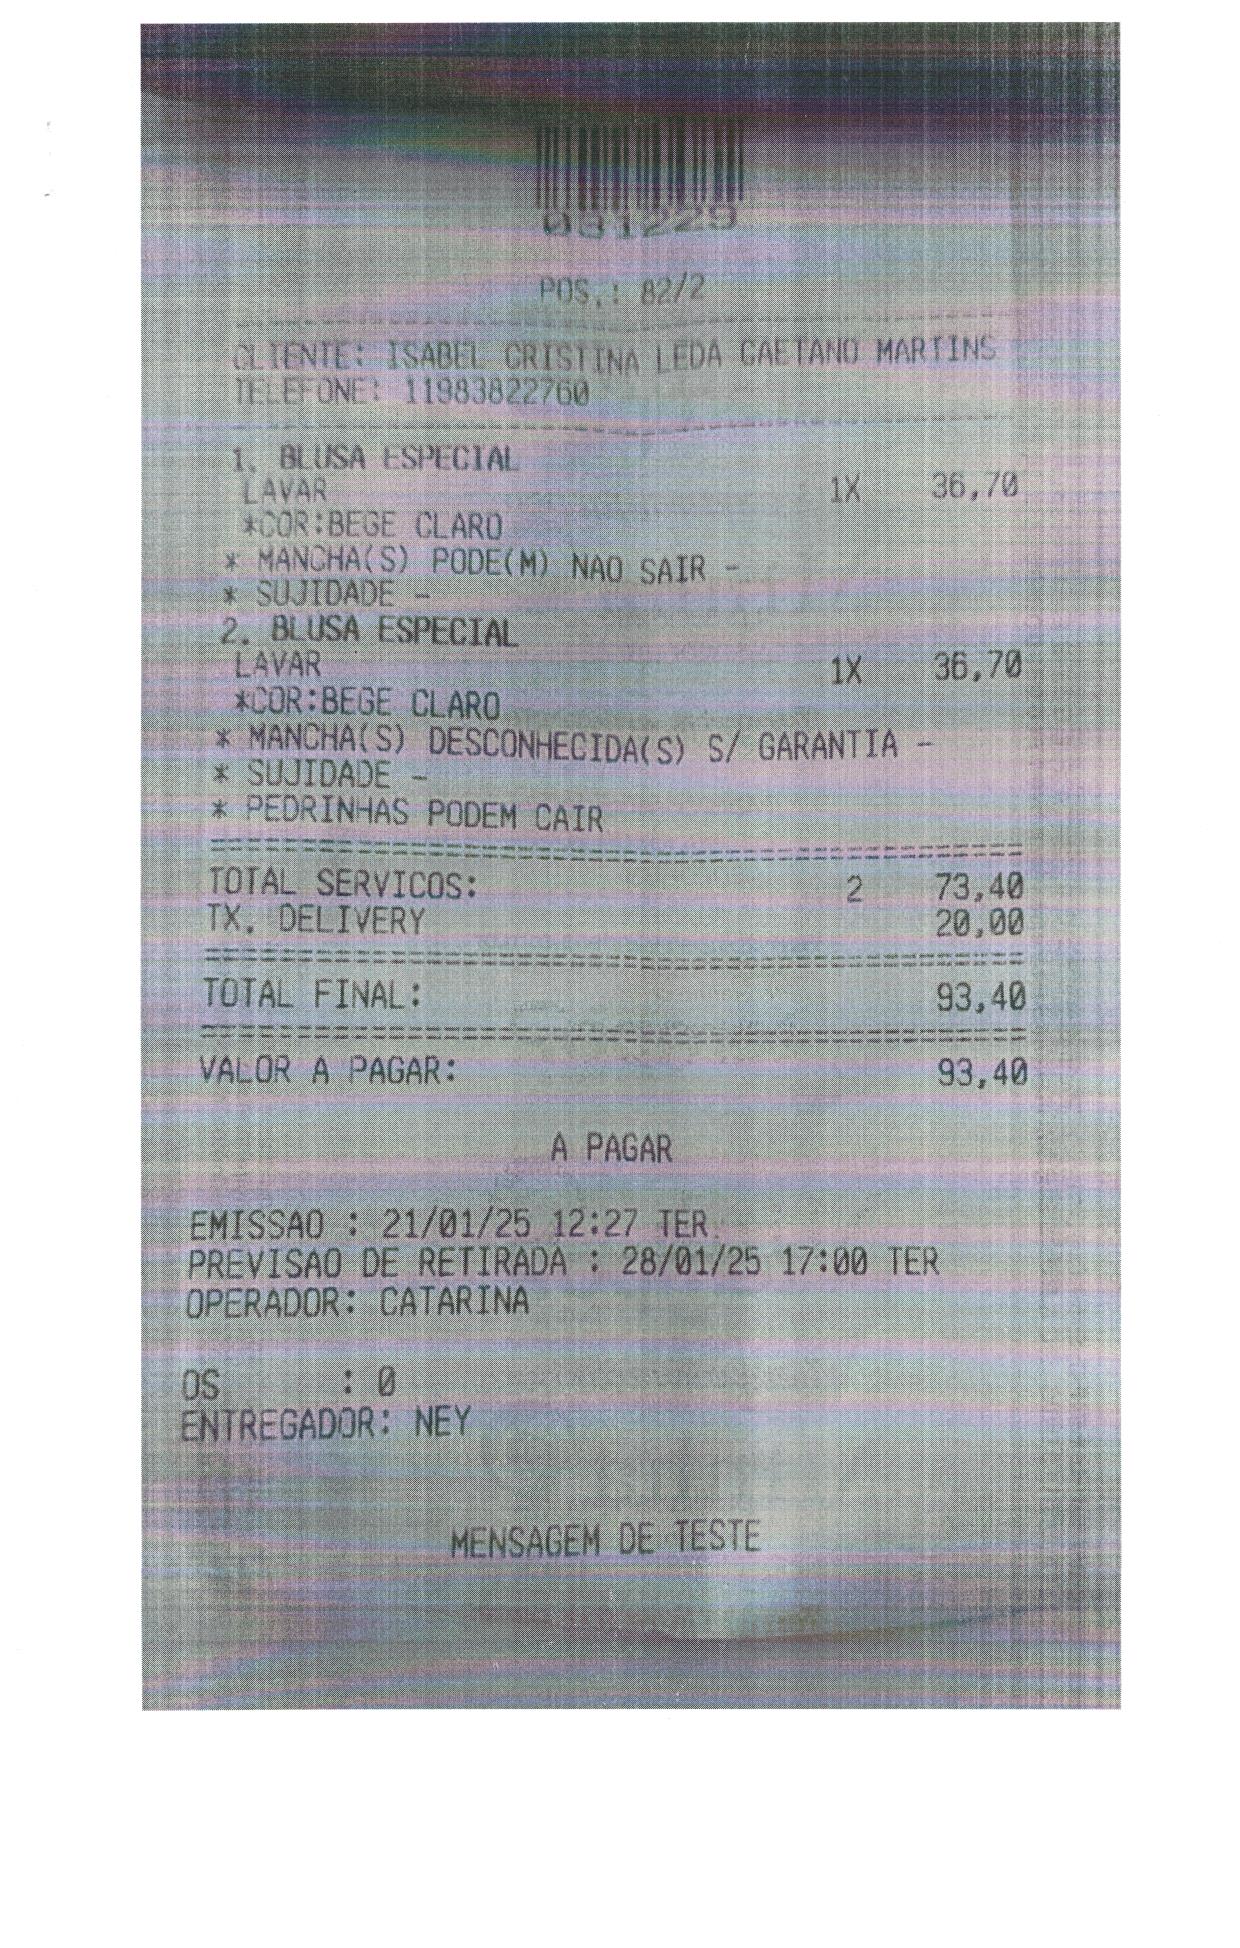 081229
POS.: 82/2
CLIENTE: ISABEL CRISTINA LEDA CAETANO MARTINS
TELEFONE: 11983822760
1. BLUSA ESPECIAL
LAVAR 1X 36,70
*COR:BEGE CLARO
* MANCHA(S) PODE(M) NAO SAIR -
* SUJIDADE -
2. BLUSA ESPECIAL
LAVAR 1X 36,70
*COR:BEGE CLARO
* MANCHA(S) DESCONHECIDA(S) S/ GARANTIA -
* SUJIDADE -
* PEDRINHAS PODEM CAIR
TOTAL SERVICOS: 2 73,40
TX. DELIVERY 20,00
TOTAL FINAL: 93,40
VALOR A PAGAR: 93,40
A PAGAR
EMISSAO : 21/01/25 12:27 TER
PREVISAO DE RETIRADA : 28/01/25 17:00 TER
OPERADOR: CATARINA
OS : 0
ENTREGADOR: NEY
MENSAGEM DE TESTE